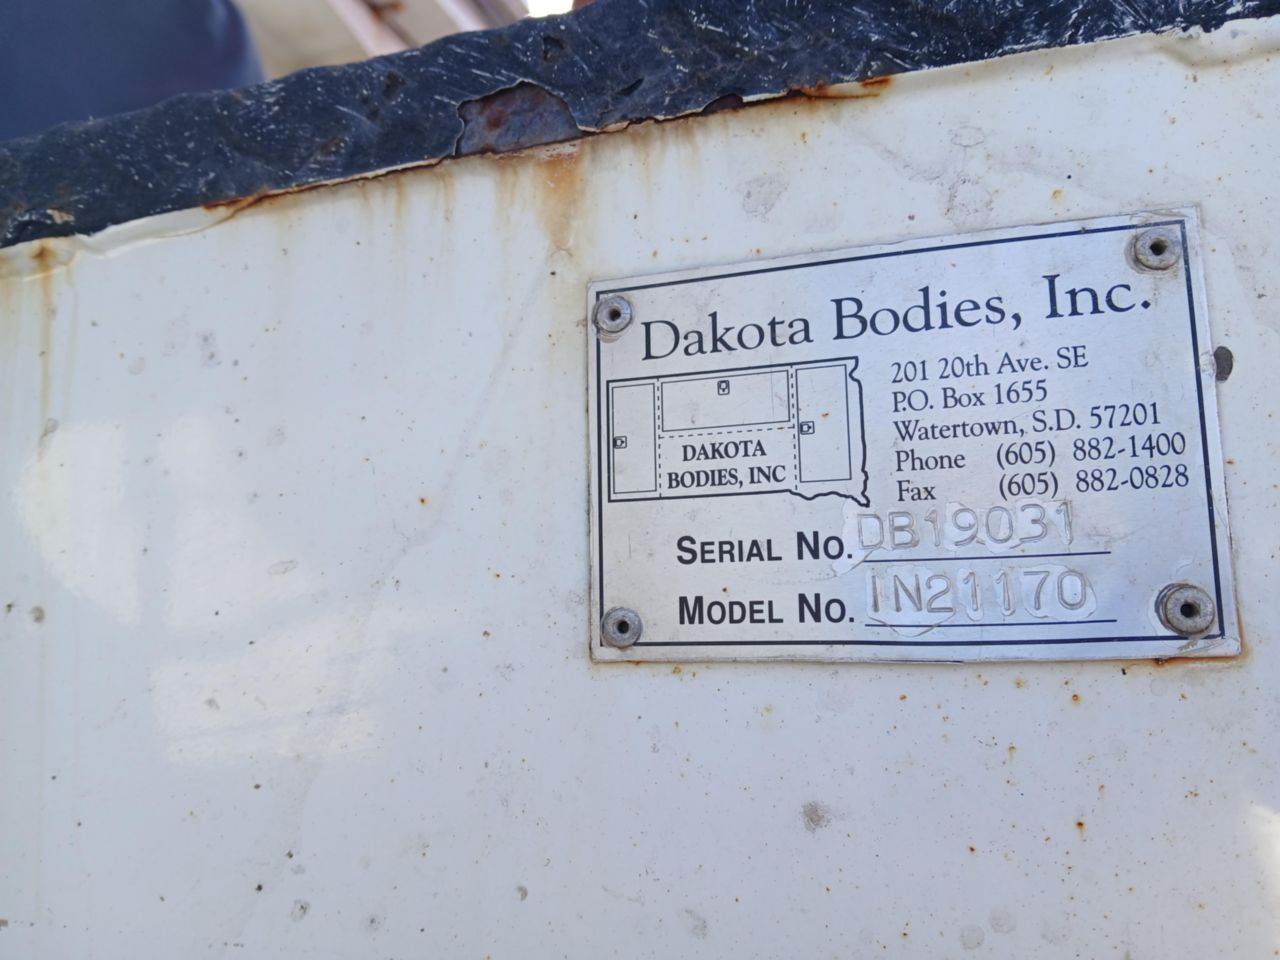 Dakota Bodies, Inc.
DAKOTA
BODIES, INC
201 20th Ave. SE
P.O. Box 1655
Watertown, S.D. 57201
Phone (605) 882-1400
Fax (605) 882-0828
SERIAL NO. DB19031
MODEL NO. IN21170